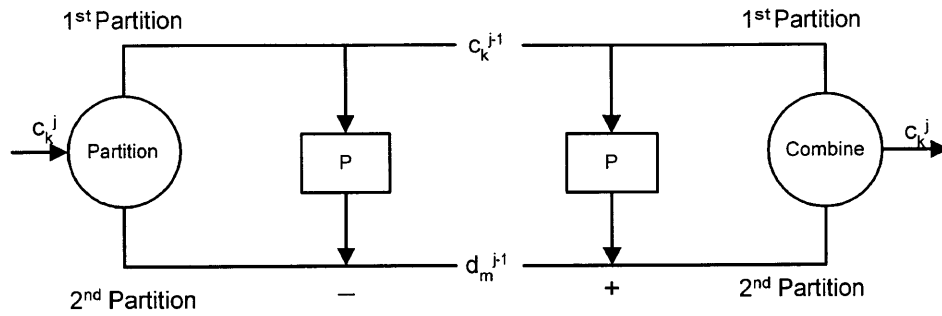 1st Partition
1st Partition
c_k^{j-1}
c_k^j
Partition
P
P
Combine
c_k^j
d_m^{j-1}
2nd Partition
−
+
2nd Partition